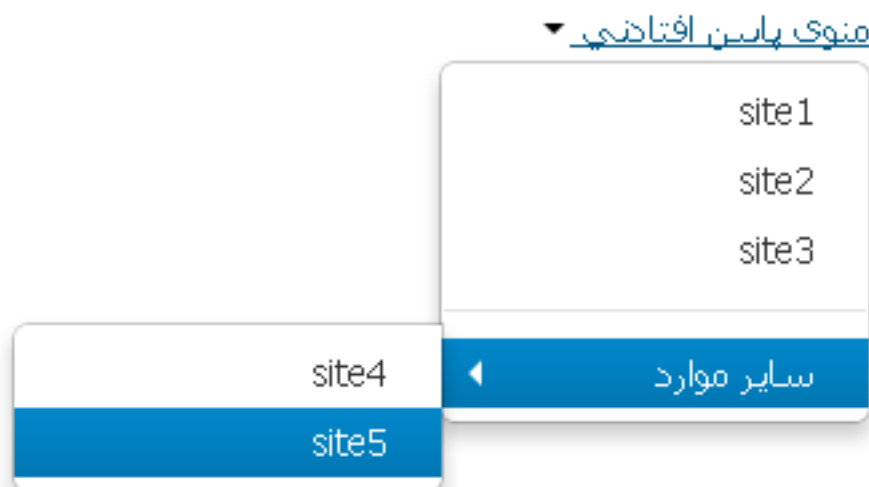 منوی پایین افتادنی
site1
site2
site3
سایر موارد
site4
site5